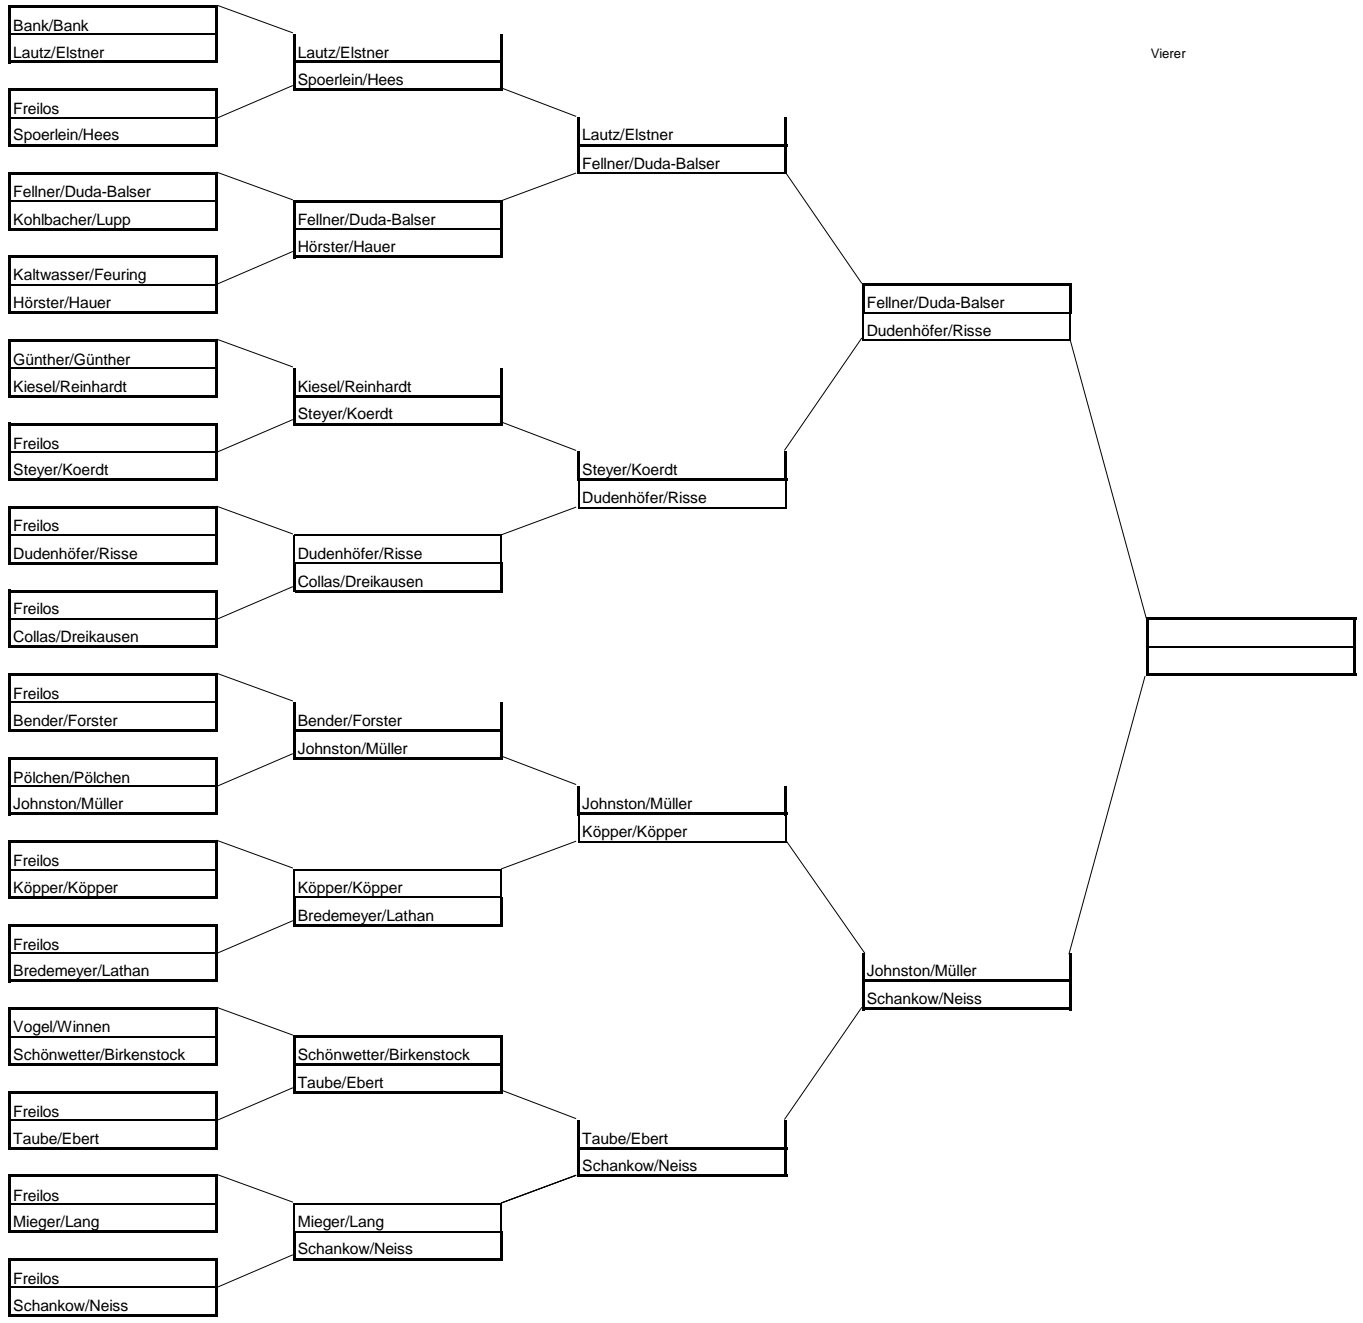 Vierer
Bank/Bank
Lautz/Elstner
Freilos
Spoerlein/Hees
Fellner/Duda-Balser
Kohlbacher/Lupp
Kaltwasser/Feuring
Hörster/Hauer
Günther/Günther
Kiesel/Reinhardt
Freilos
Steyer/Koerdt
Freilos
Dudenhöfer/Risse
Freilos
Collas/Dreikausen
Freilos
Bender/Forster
Pölchen/Pölchen
Johnston/Müller
Freilos
Köpper/Köpper
Freilos
Bredemeyer/Lathan
Vogel/Winnen
Schönwetter/Birkenstock
Freilos
Taube/Ebert
Freilos
Mieger/Lang
Freilos
Schankow/Neiss
Lautz/Elstner
Spoerlein/Hees
Fellner/Duda-Balser
Hörster/Hauer
Kiesel/Reinhardt
Steyer/Koerdt
Dudenhöfer/Risse
Collas/Dreikausen
Bender/Forster
Johnston/Müller
Köpper/Köpper
Bredemeyer/Lathan
Schönwetter/Birkenstock
Taube/Ebert
Mieger/Lang
Schankow/Neiss
Lautz/Elstner
Fellner/Duda-Balser
Steyer/Koerdt
Dudenhöfer/Risse
Johnston/Müller
Köpper/Köpper
Taube/Ebert
Schankow/Neiss
Fellner/Duda-Balser
Dudenhöfer/Risse
Johnston/Müller
Schankow/Neiss